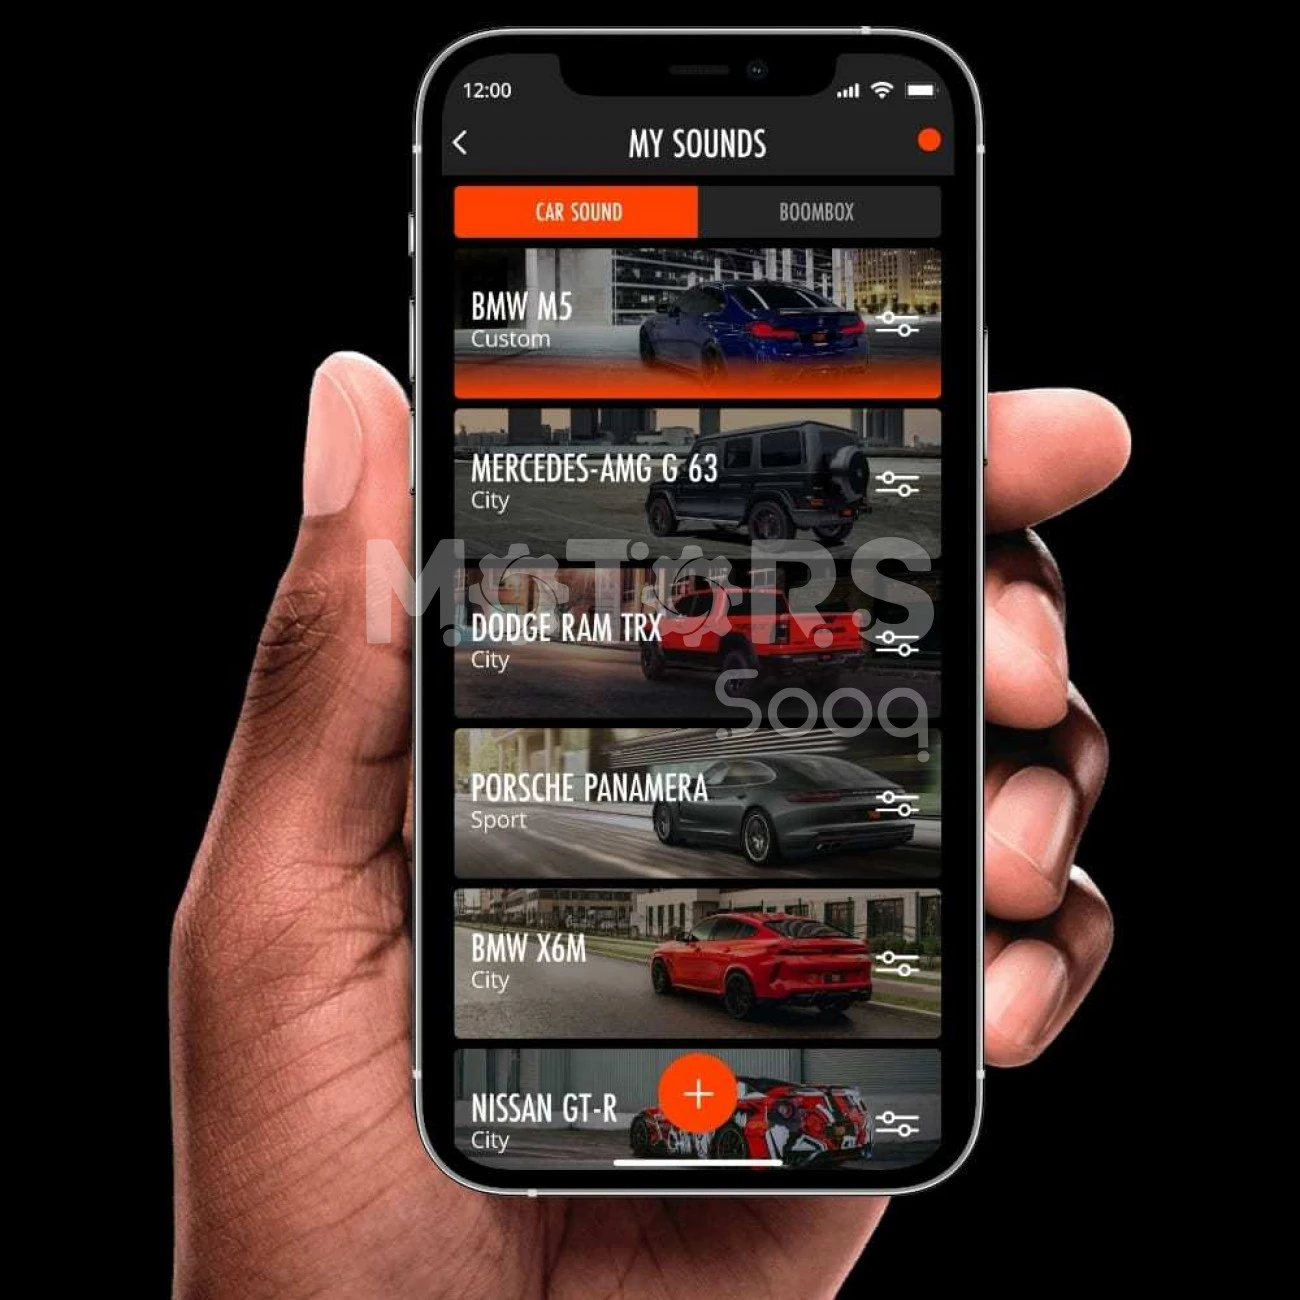 12:00
MY SOUNDS
CAR SOUND
BOOMBOX
BMW M5
Custom
MERCEDES-AMG G 63
City
MOTORS
DODGE RAM TRX
City
Sooq
PORSCHE PANAMERA
Sport
BMW X6M
City
NISSAN GT-R
City